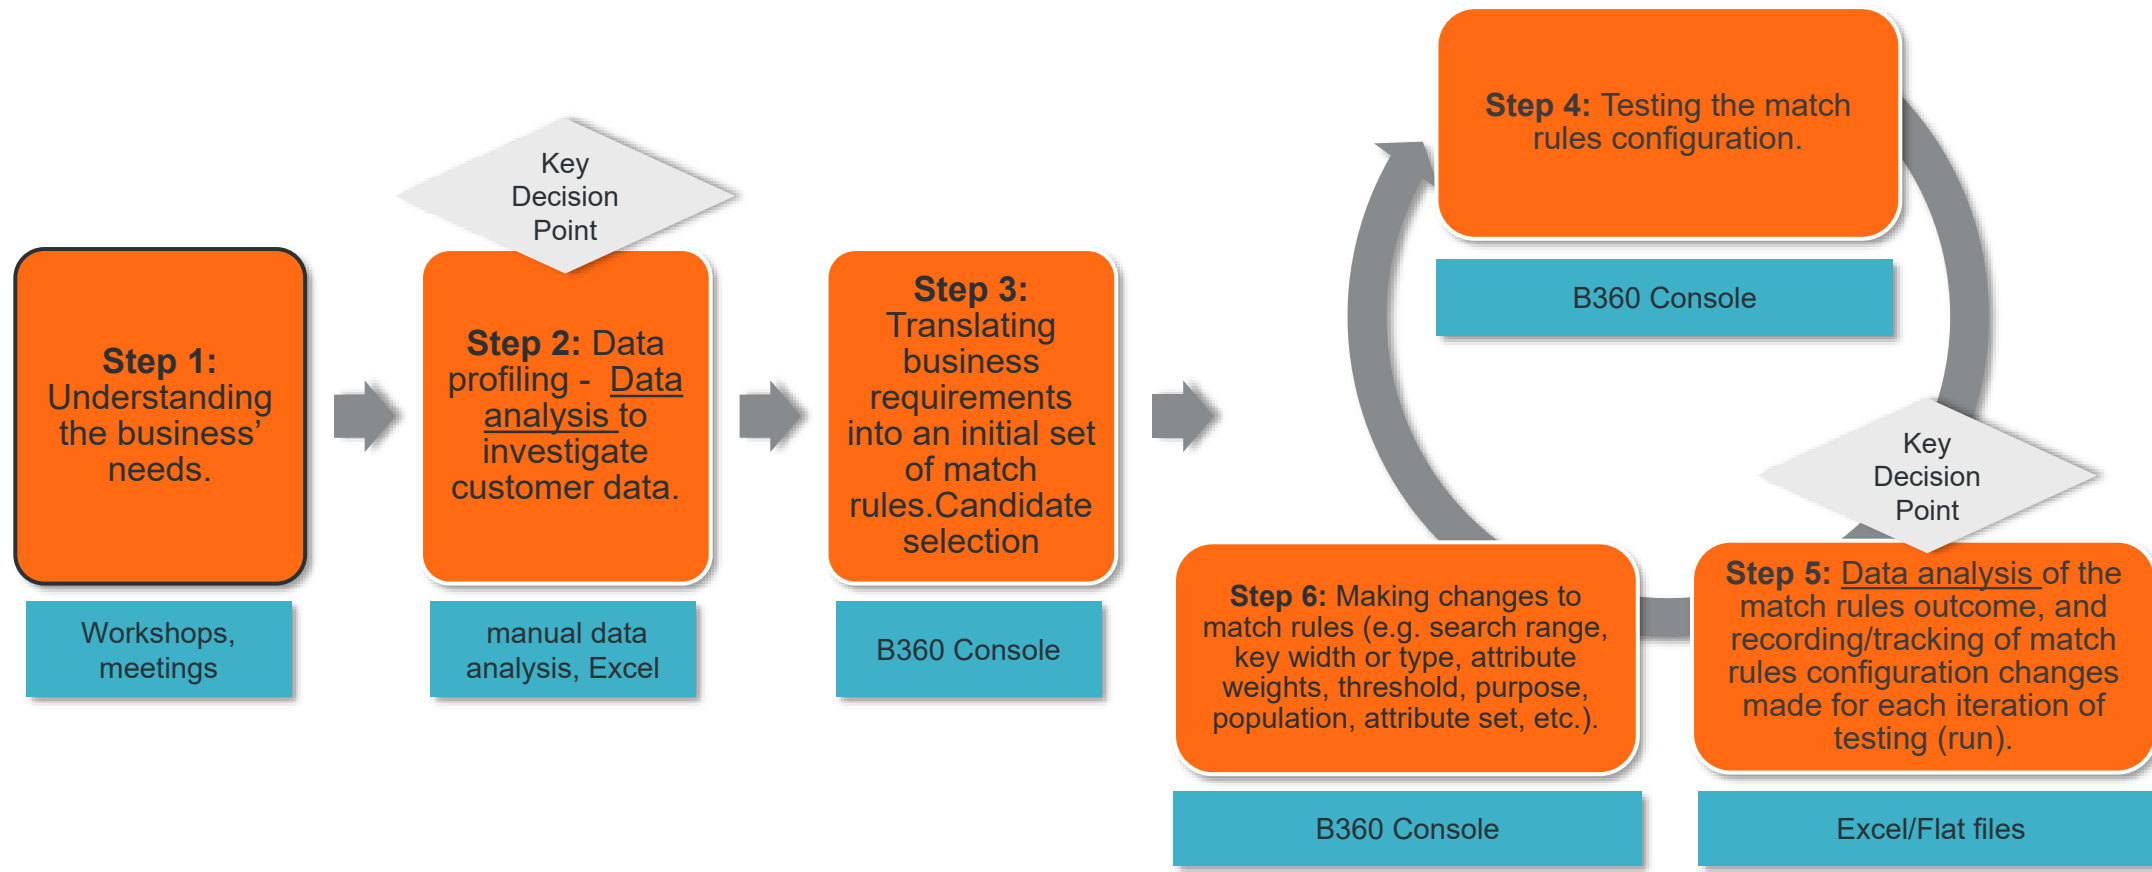 Step 1:
Understanding
the business’
needs.
Workshops,
meetings
Key
Decision
Point
Step 2: Data
profiling - Data
analysis to
investigate
customer data.
manual data
analysis, Excel
Step 3:
Translating
business
requirements
into an initial set
of match
rules.Candidate
selection
B360 Console
Step 4: Testing the match
rules configuration.
B360 Console
Key
Decision
Point
Step 5: Data analysis of the
match rules outcome, and
recording/tracking of match
rules configuration changes
made for each iteration of
testing (run).
Excel/Flat files
Step 6: Making changes to
match rules (e.g. search range,
key width or type, attribute
weights, threshold, purpose,
population, attribute set, etc.).
B360 Console